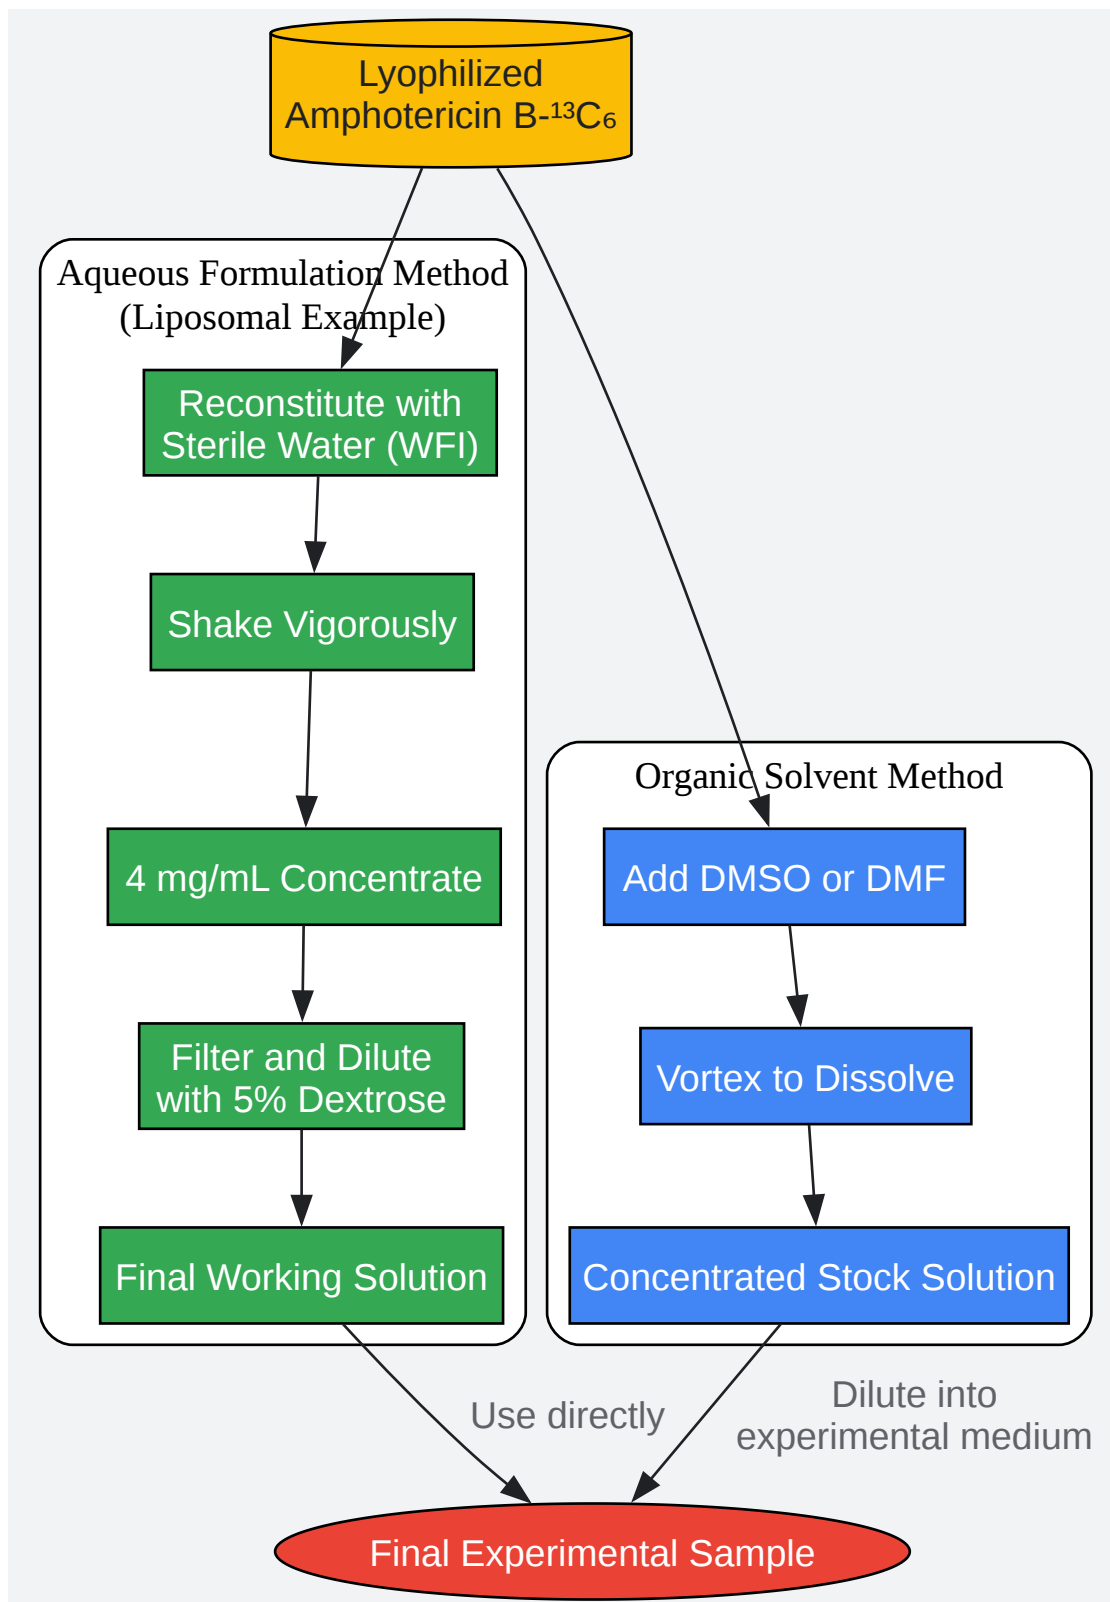 Lyophilized
Amphotericin B-¹³C₆
Aqueous Formulation Method
(Liposomal Example)
Reconstitute with
Sterile Water (WFI)
Shake Vigorously
4 mg/mL Concentrate
Filter and Dilute
with 5% Dextrose
Final Working Solution
Organic Solvent Method
Add DMSO or DMF
Vortex to Dissolve
Concentrated Stock Solution
Use directly
Dilute into
experimental medium
Final Experimental Sample